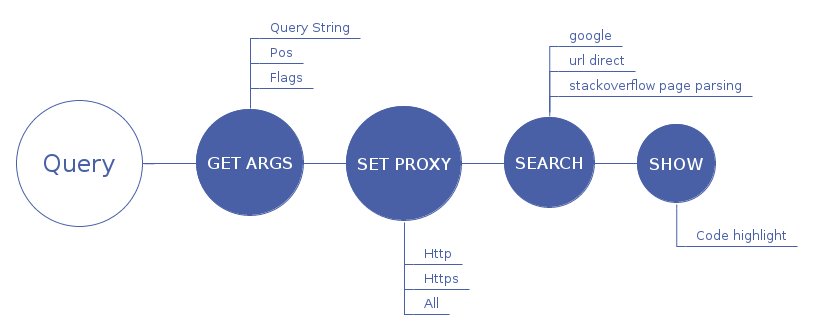 Query
GET ARGS
Query String
Pos
Flags
SET PROXY
Http
Https
All
SEARCH
google
url direct
stackoverflow page parsing
SHOW
Code highlight